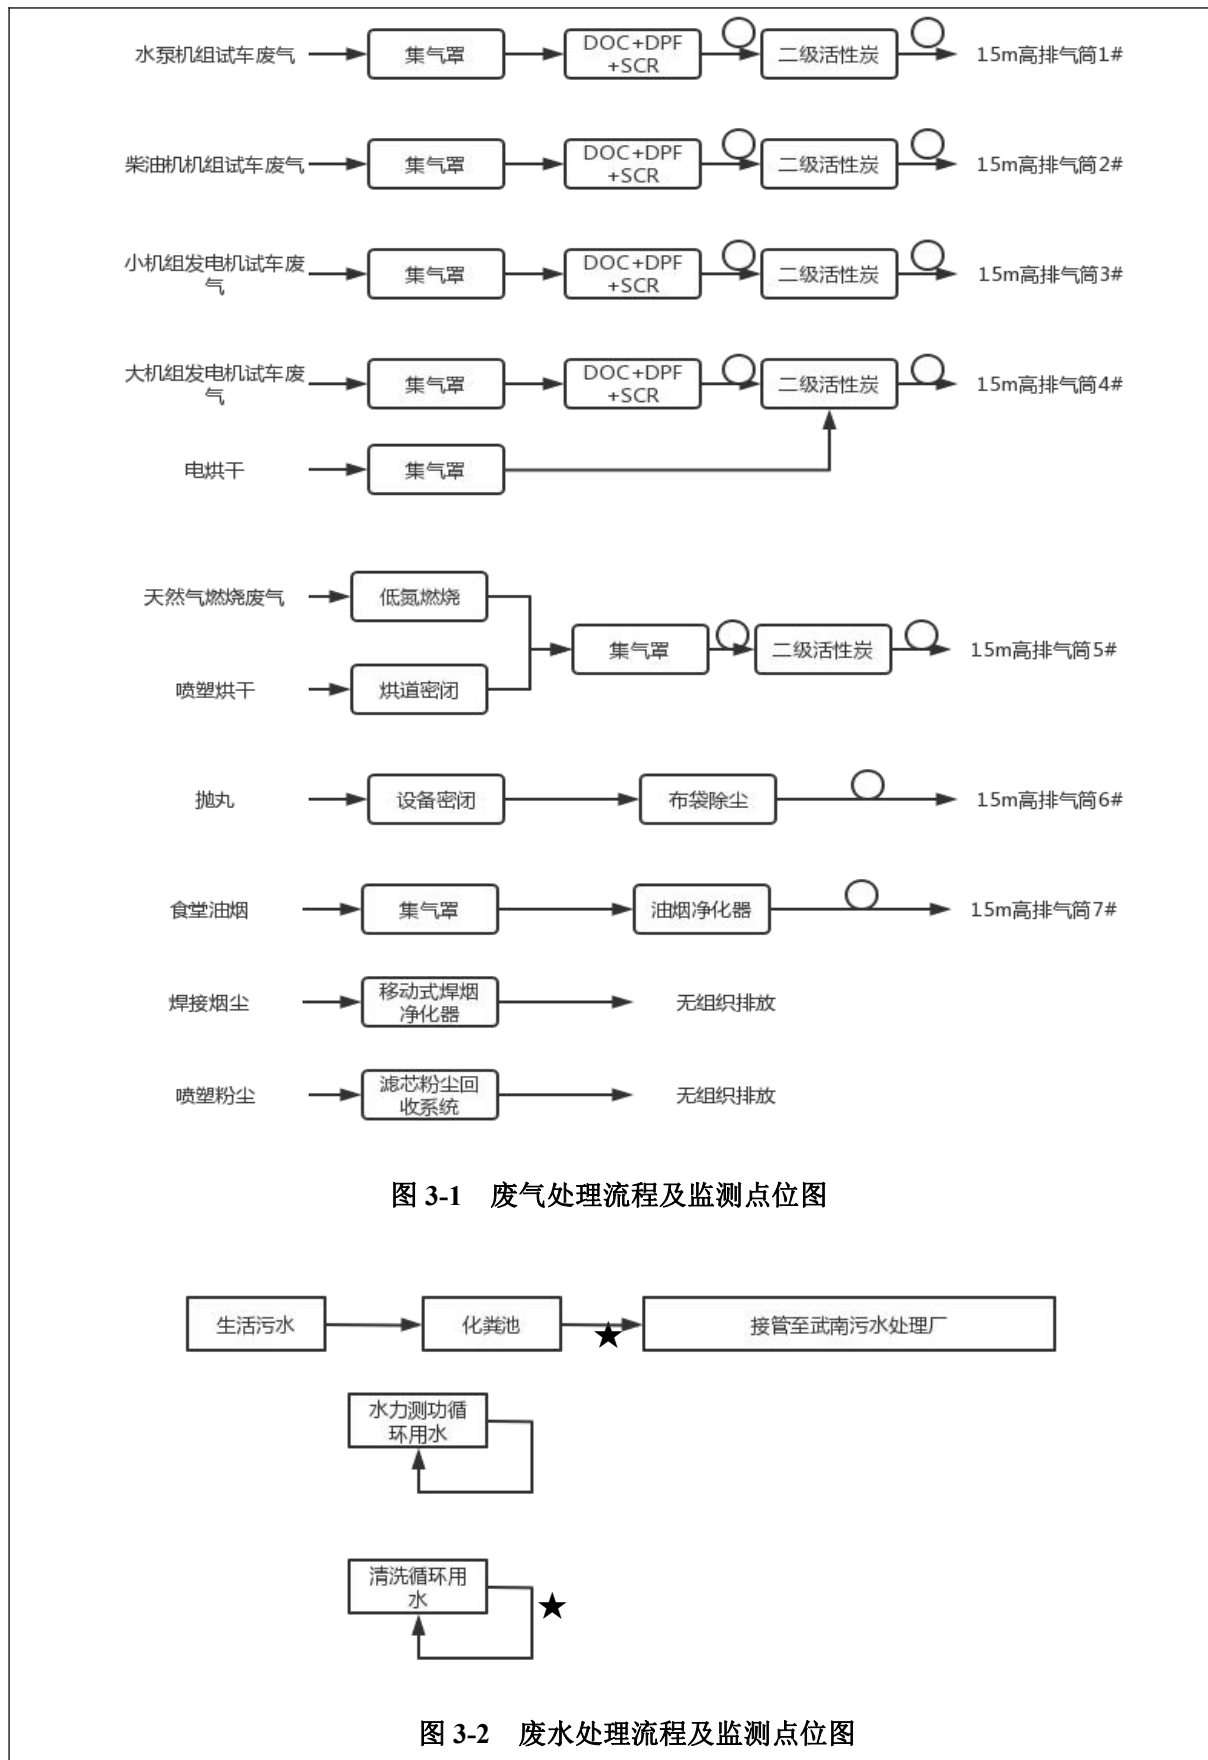 水泵机组试车废气
集气罩
DOC+DPF
+SCR
二级活性炭
15m高排气筒1#
柴油机机组试车废气
集气罩
DOC+DPF
+SCR
二级活性炭
15m高排气筒2#
小机组发电机试车废
气
集气罩
DOC+DPF
+SCR
二级活性炭
15m高排气筒3#
大机组发电机试车废
气
集气罩
DOC+DPF
+SCR
二级活性炭
15m高排气筒4#
电烘干
集气罩
天然气燃烧废气
低氮燃烧
喷塑烘干
烘道密闭
集气罩
二级活性炭
15m高排气筒5#
抛丸
设备密闭
布袋除尘
15m高排气筒6#
食堂油烟
集气罩
油烟净化器
15m高排气筒7#
焊接烟尘
移动式焊烟
净化器
无组织排放
喷塑粉尘
滤芯粉尘回
收系统
无组织排放
图 3-1 废气处理流程及监测点位图
生活污水
化粪池
接管至武南污水处理厂
水力测功循
环用水
清洗循环用
水
图 3-2 废水处理流程及监测点位图